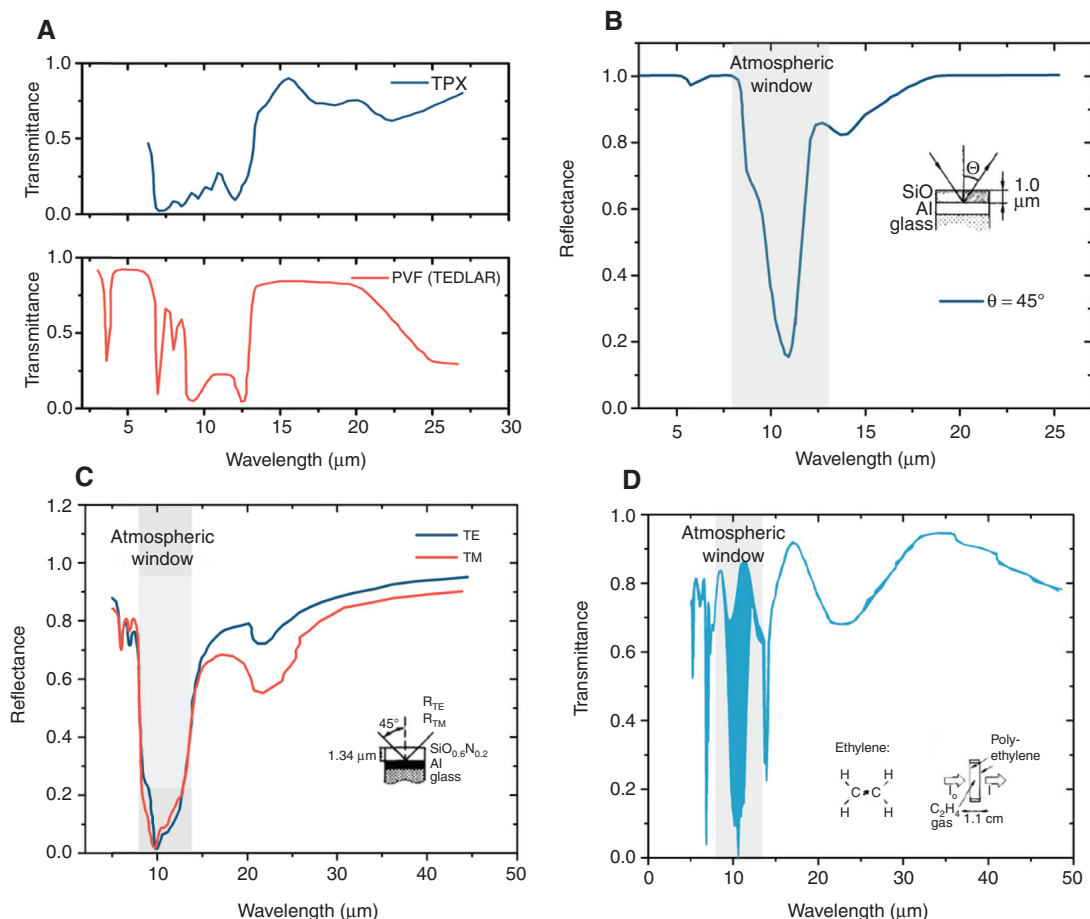 A
1.0
0.5
0.0
Transmittance
TPX
1.0
0.5
0.0
Transmittance
PVF (TEDLAR)
5 10 15 20 25 30
Wavelength (μm)
B
Atmospheric
window
1.0
0.8
0.6
0.4
0.2
0.0
Reflectance
Θ
SiO
Al
glass
1.0
μm
θ = 45°
5 10 15 20 25
Wavelength (μm)
C
1.2
1.0
0.8
0.6
0.4
0.2
0.0
Reflectance
Atmospheric
window
TE
TM
R_TE
R_TM
45°
1.34 μm
SiO0.6N0.2
Al
glass
10 20 30 40 50
Wavelength (μm)
D
1.0
0.8
0.6
0.4
0.2
0.0
Transmittance
Atmospheric
window
Ethylene:
H H
C C
H H
Poly-
ethylene
Io I
C2H4
gas
1.1 cm
0 10 20 30 40 50
Wavelength (μm)